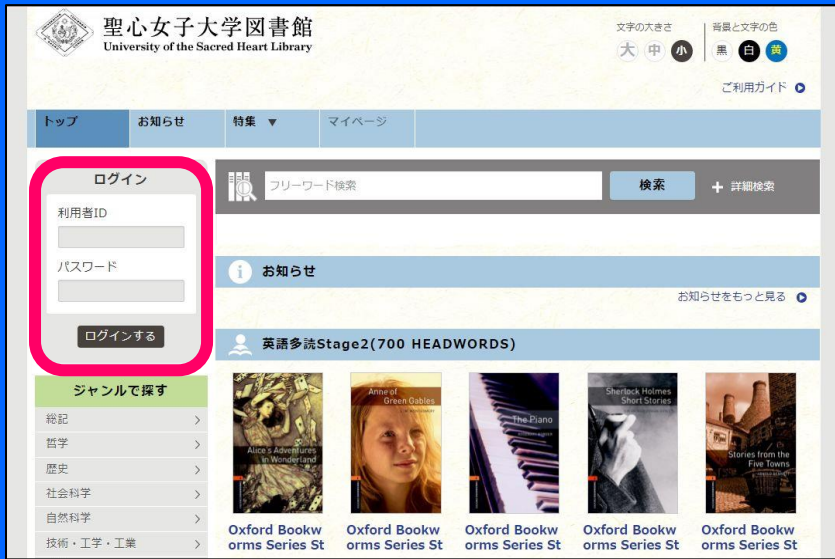 聖心女子大学図書館
University of the Sacred Heart Library
文字の大きさ
大 中 小
背景と文字の色
黒 白 黄
ご利用ガイド
トップ お知らせ 特集 ▼ マイページ
ログイン
利用者ID
パスワード
ログインする
フリーワード検索 検索 + 詳細検索
お知らせ
お知らせをもっと見る
英語多読Stage2(700 HEADWORDS)
Alice's Adventures
in Wonderland
Anne of
Green Gables
The Piano
Sherlock Holmes
Short Stories
Stories from the
Five Towns
Oxford Bookw
orms Series St
Oxford Bookw
orms Series St
Oxford Bookw
orms Series St
Oxford Bookw
orms Series St
Oxford Bookw
orms Series St
ジャンルで探す
総記
哲学
歴史
社会科学
自然科学
技術・工学・工業